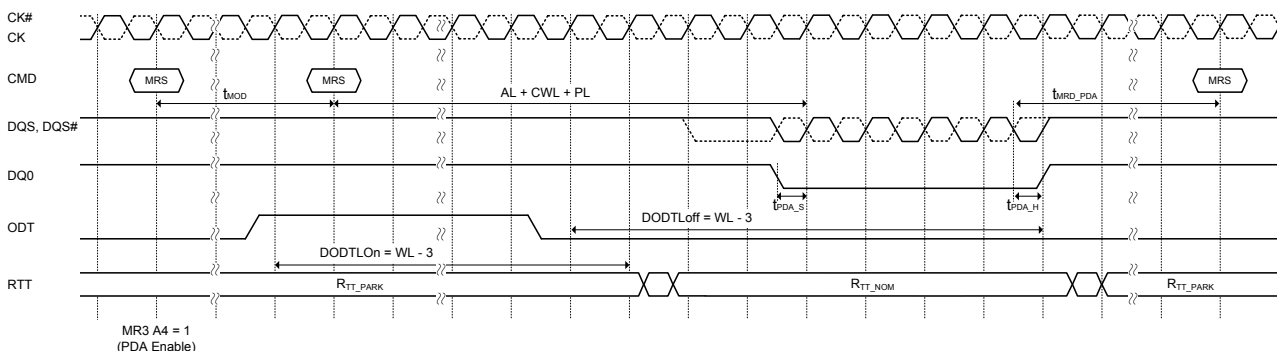 CK#
CK
CMD
MRS
MRS
MRS
tMOD
AL + CWL + PL
tMRD_PDA
DQS, DQS#
DQ0
tPDA_S
tPDA_H
ODT
DODTLoff = WL - 3
DODTLOn = WL - 3
RTT
RTT_PARK
RTT_NOM
RTT_PARK
MR3 A4 = 1
(PDA Enable)